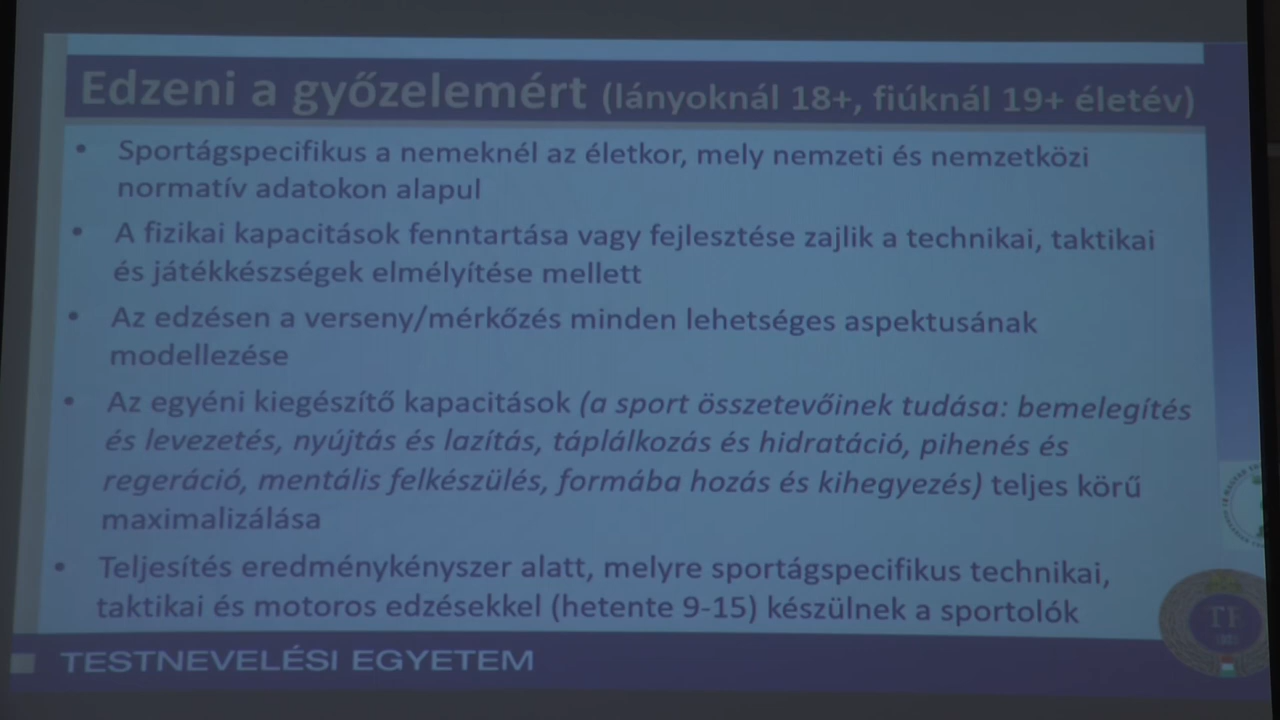 Edzeni a győzelemért (lányoknál 18+, fiúknál 19+ életév)
• Sportágspecifikus a nemeknél az életkor, mely nemzeti és nemzetközi
normatív adatokon alapul
• A fizikai kapacitások fenntartása vagy fejlesztése zajlik a technikai, taktikai
és játékkészségek elmélyítése mellett
• Az edzésen a verseny/mérkőzés minden lehetséges aspektusának
modellezése
• Az egyéni kiegészítő kapacitások (a sport összetevőinek tudása: bemelegítés
és levezetés, nyújtás és lazítás, táplálkozás és hidratáció, pihenés és
regeráció, mentális felkészülés, formába hozás és kihegyezés) teljes körű
maximalizálása
• Teljesítés eredménykényszer alatt, melyre sportágspecifikus technikai,
taktikai és motoros edzésekkel (hetente 9-15) készülnek a sportolók
TESTNEVELÉSI EGYETEM
TF